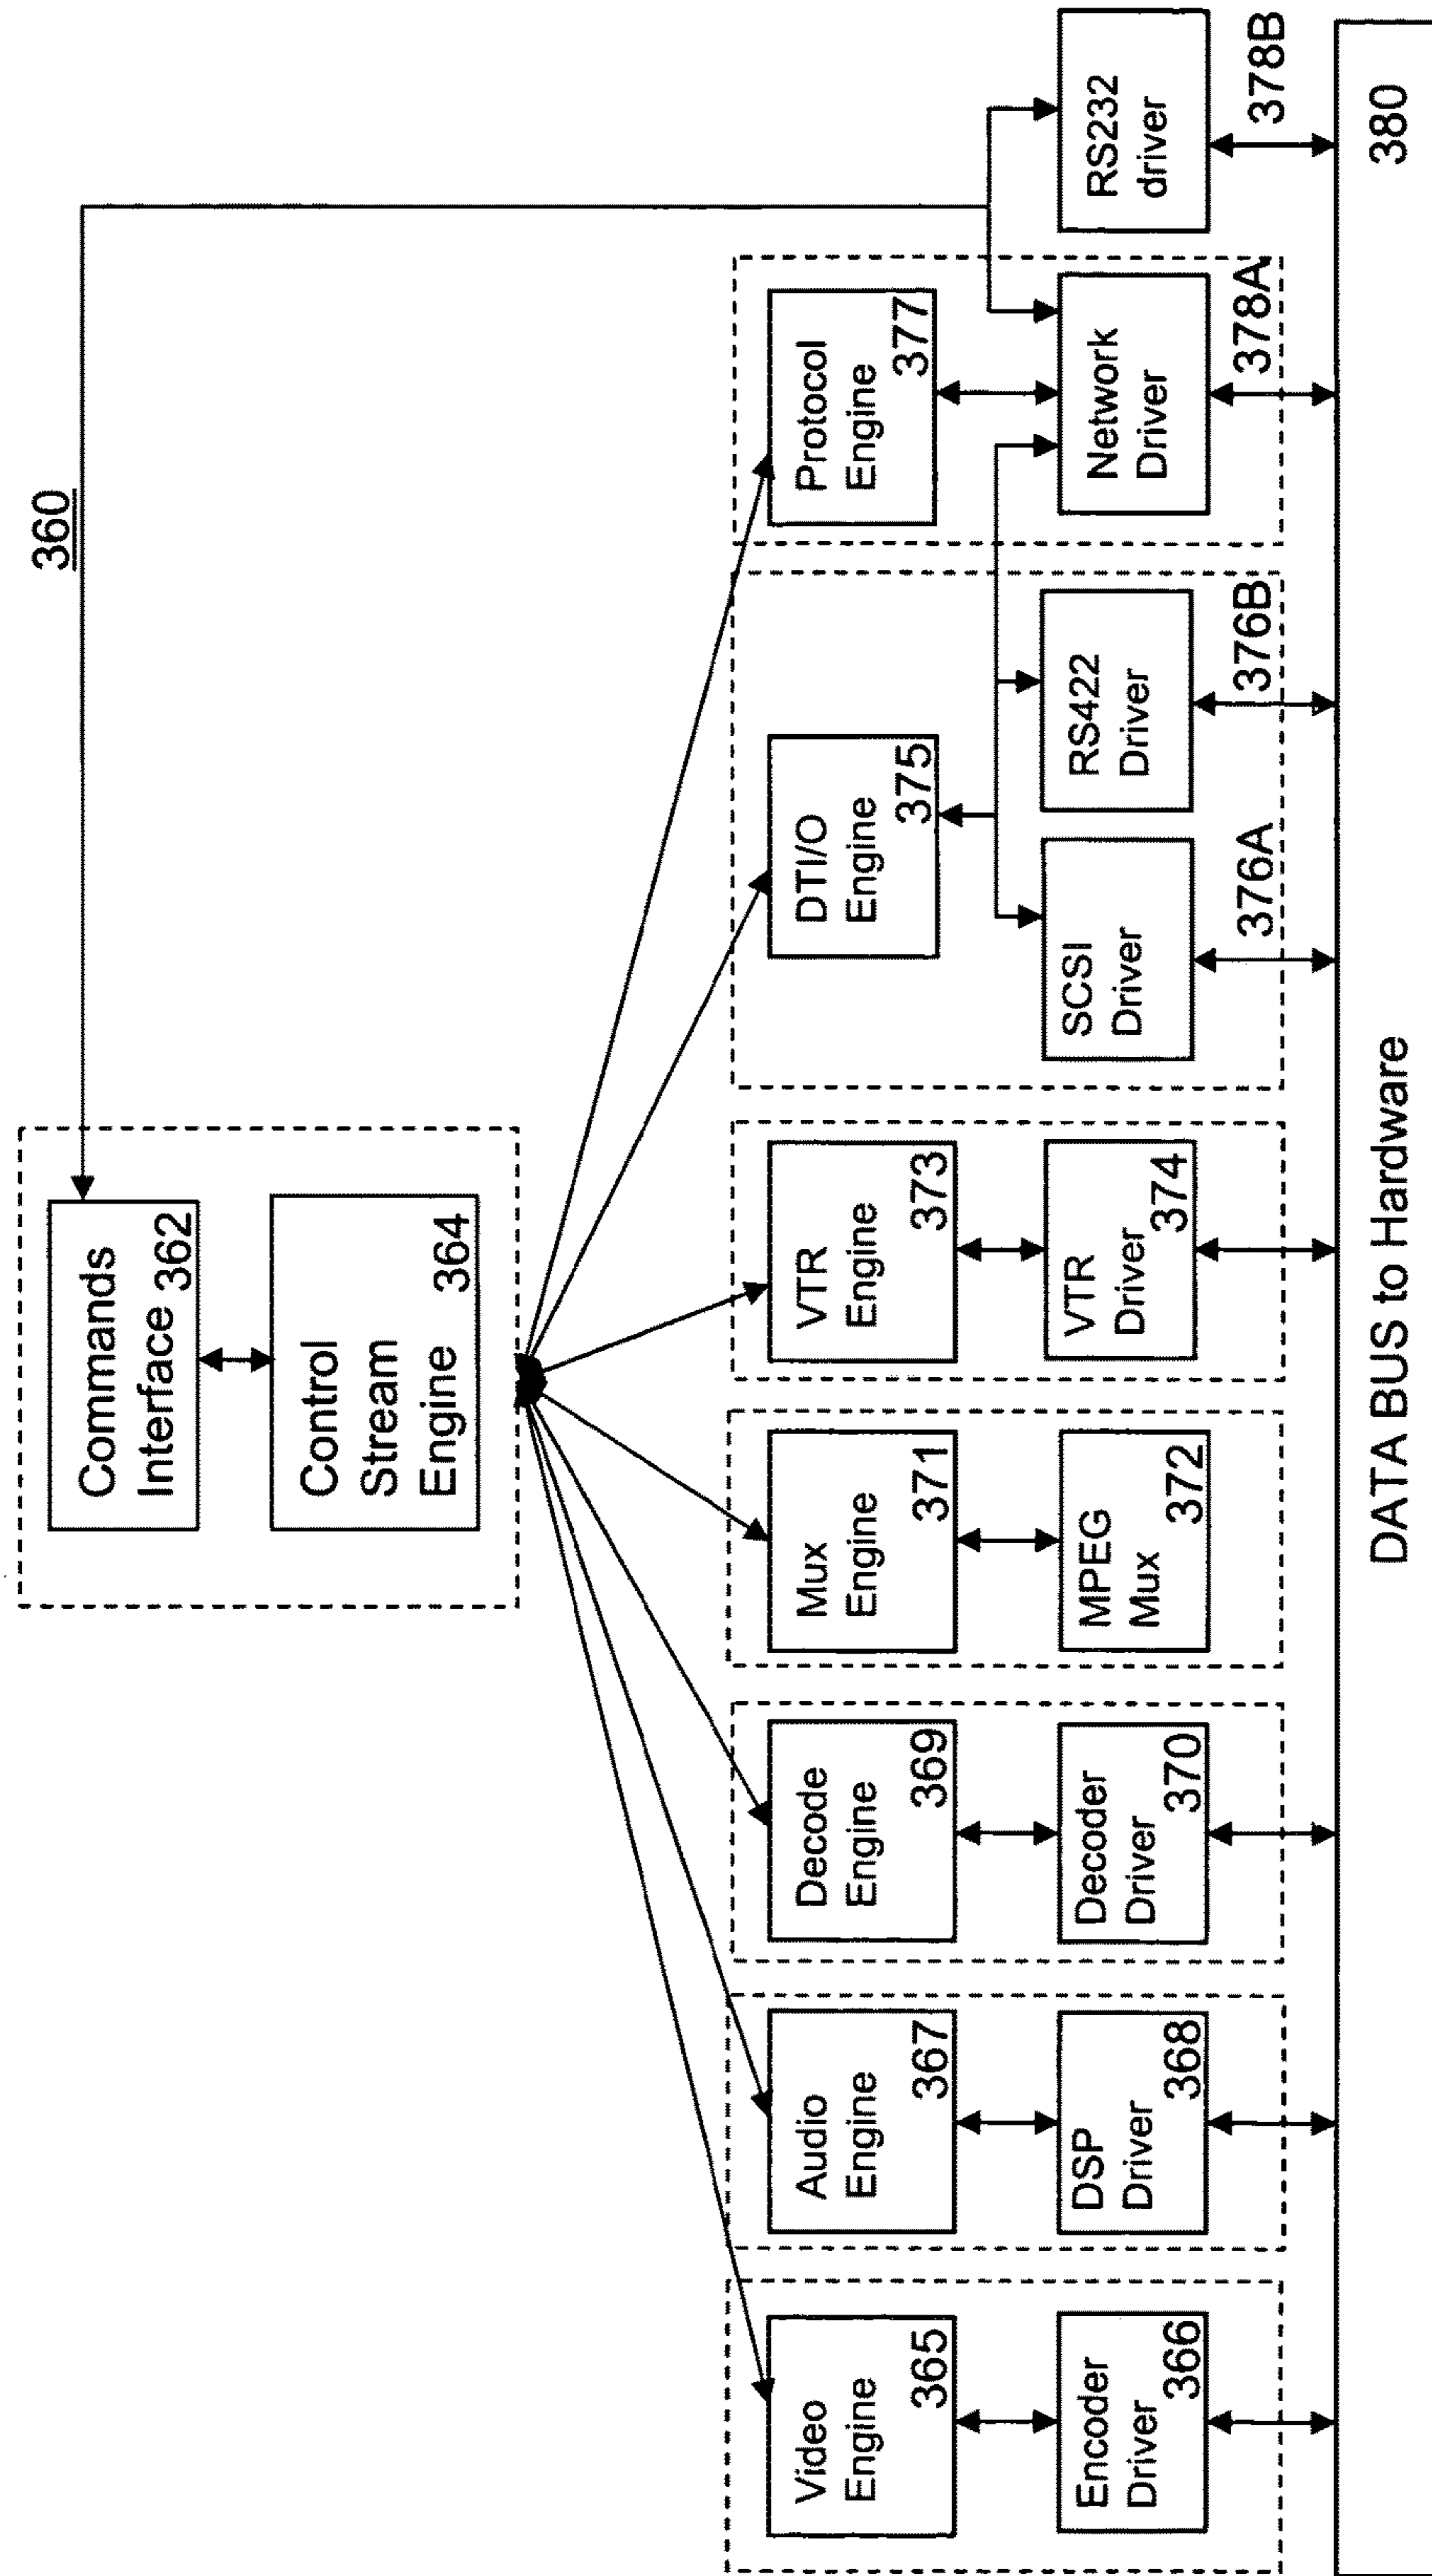 360
Commands
Interface 362
Control
Stream
Engine 364
Video
Engine
365
Audio
Engine
367
Decode
Engine
369
Mux
Engine
371
VTR
Engine
373
DTI/O
Engine
375
Protocol
Engine
377
Encoder
Driver
366
DSP
Driver
368
Decoder
Driver
370
MPEG
Mux
372
VTR
Driver
374
SCSI
Driver
RS422
Driver
Network
Driver
RS232
driver
376A
376B
378A
378B
DATA BUS to Hardware
380